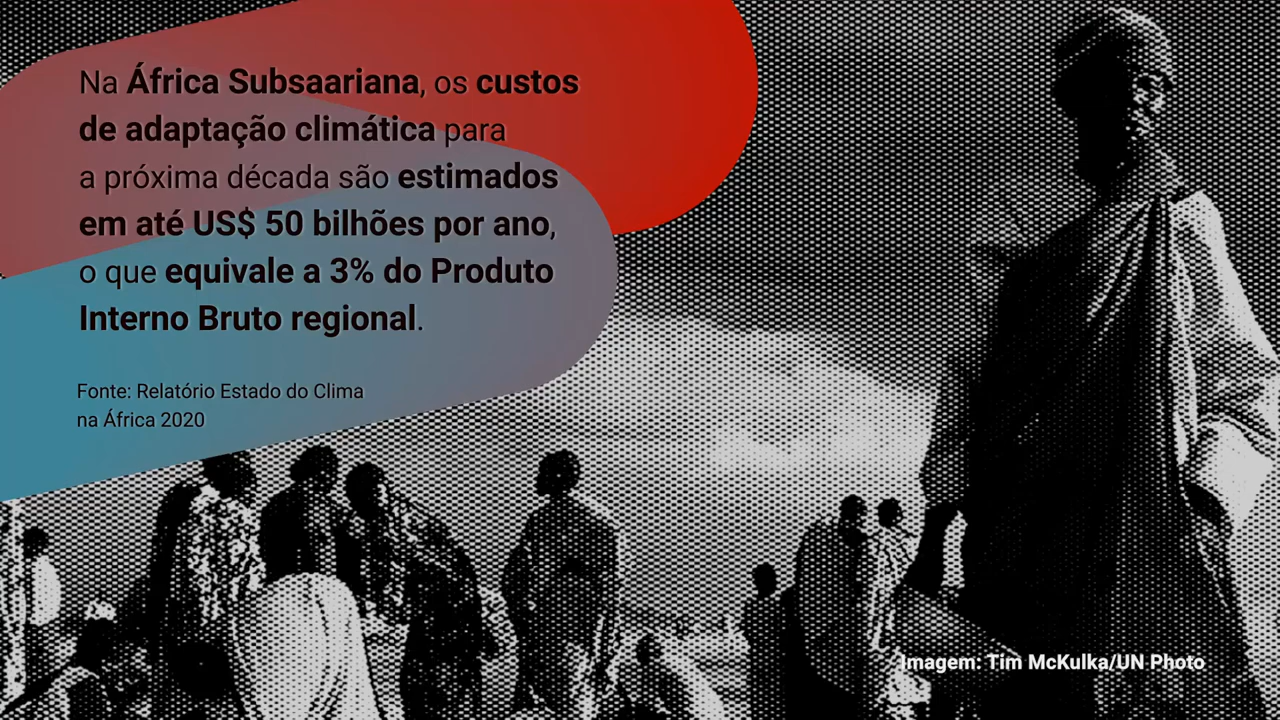 Na África Subsaariana, os custos
de adaptação climática para
a próxima década são estimados
em até US$ 50 bilhões por ano,
o que equivale a 3% do Produto
Interno Bruto regional.
Fonte: Relatório Estado do Clima
na África 2020
Imagem: Tim McKulka/UN Photo